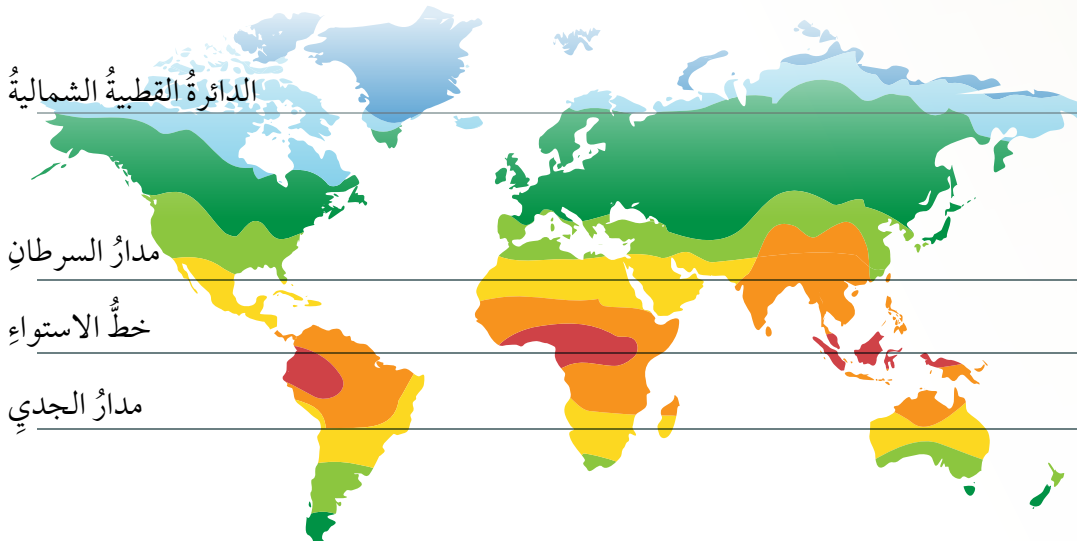 الدائرةُ القطبيةُ الشماليةُ
مدارُ السرطانِ
خطُّ الاستواءِ
مدارُ الجديِ